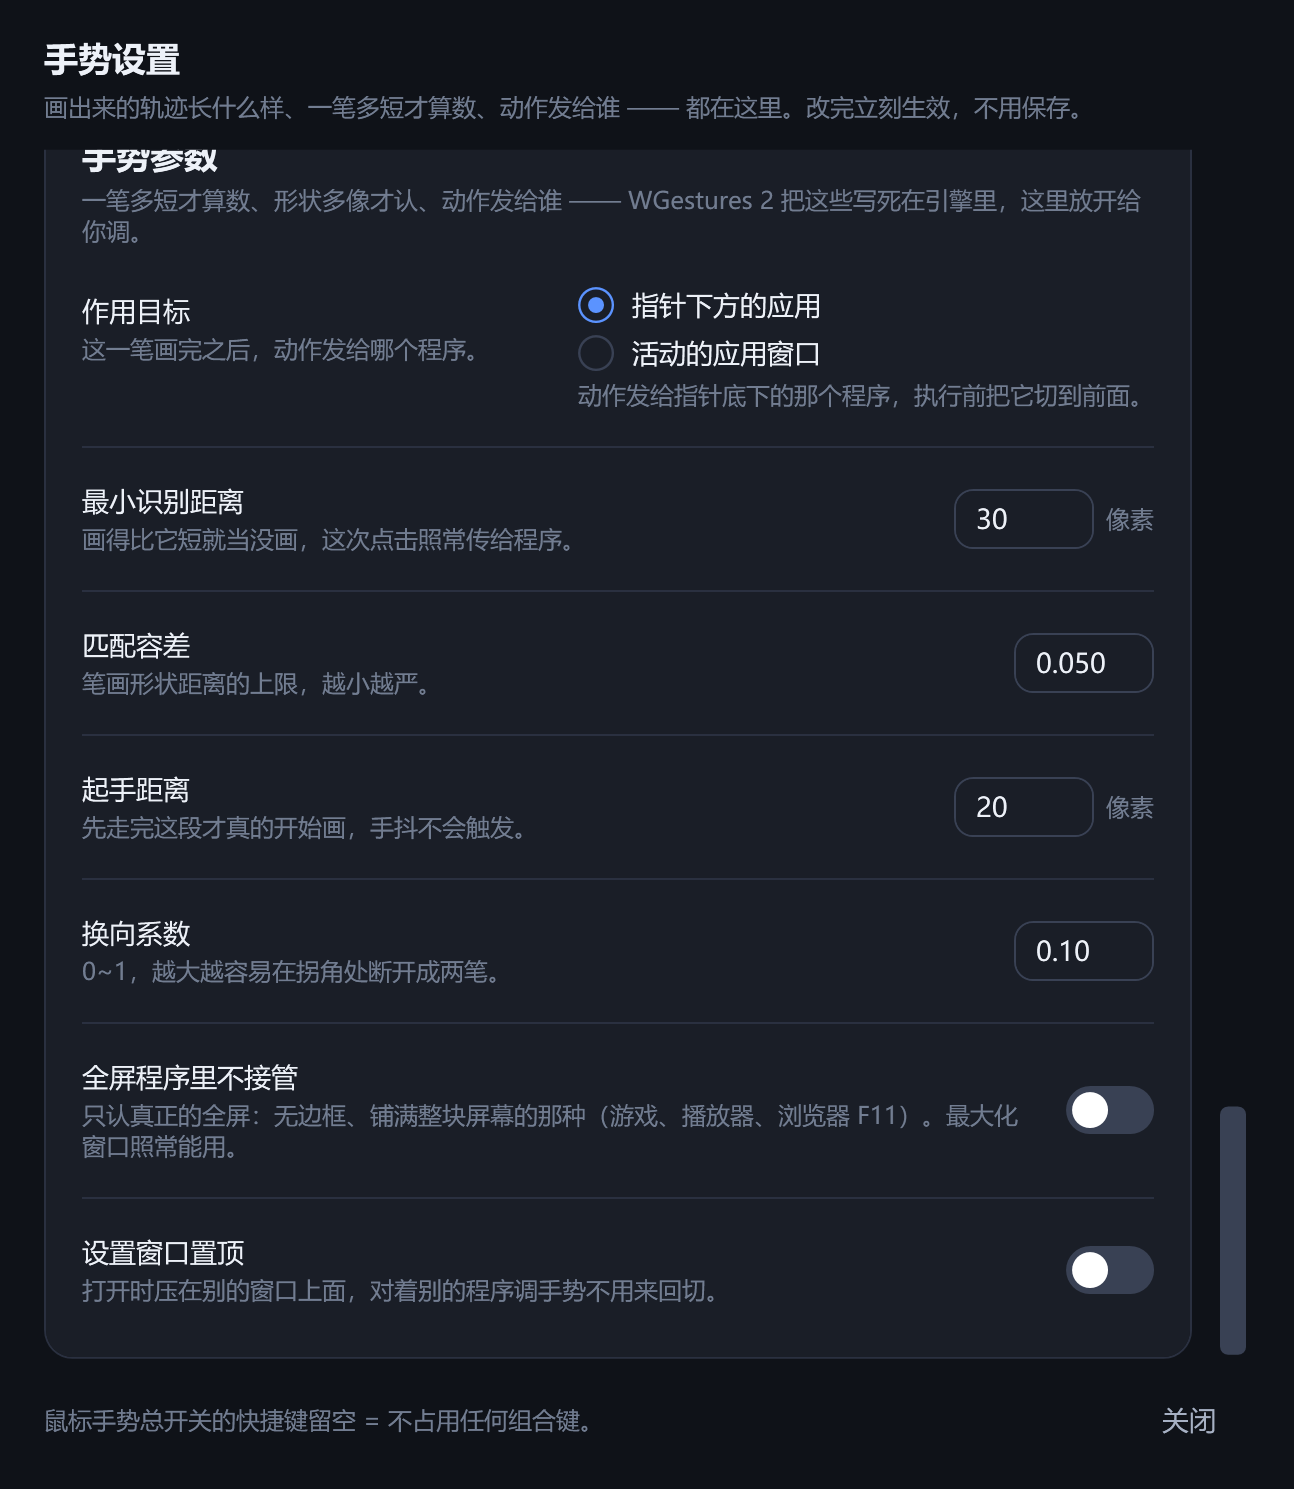 手势设置
画出来的轨迹长什么样、一笔多短才算数、动作发给谁 —— 都在这里。改完立刻生效，不用保存。
手势参数
一笔多短才算数、形状多像才认、动作发给谁 —— WGestures 2 把这些写死在引擎里，这里放开给
你调。
作用目标
这一笔画完之后，动作发给哪个程序。
指针下方的应用
活动的应用窗口
动作发给指针底下的那个程序，执行前把它切到前面。
最小识别距离
画得比它短就当没画，这次点击照常传给程序。
30 像素
匹配容差
笔画形状距离的上限，越小越严。
0.050
起手距离
先走完这段才真的开始画，手抖不会触发。
20 像素
换向系数
0~1，越大越容易在拐角处断开成两笔。
0.10
全屏程序里不接管
只认真正的全屏：无边框、铺满整块屏幕的那种（游戏、播放器、浏览器 F11）。最大化
窗口照常能用。
设置窗口置顶
打开时压在别的窗口上面，对着别的程序调手势不用来回切。
鼠标手势总开关的快捷键留空 = 不占用任何组合键。
关闭